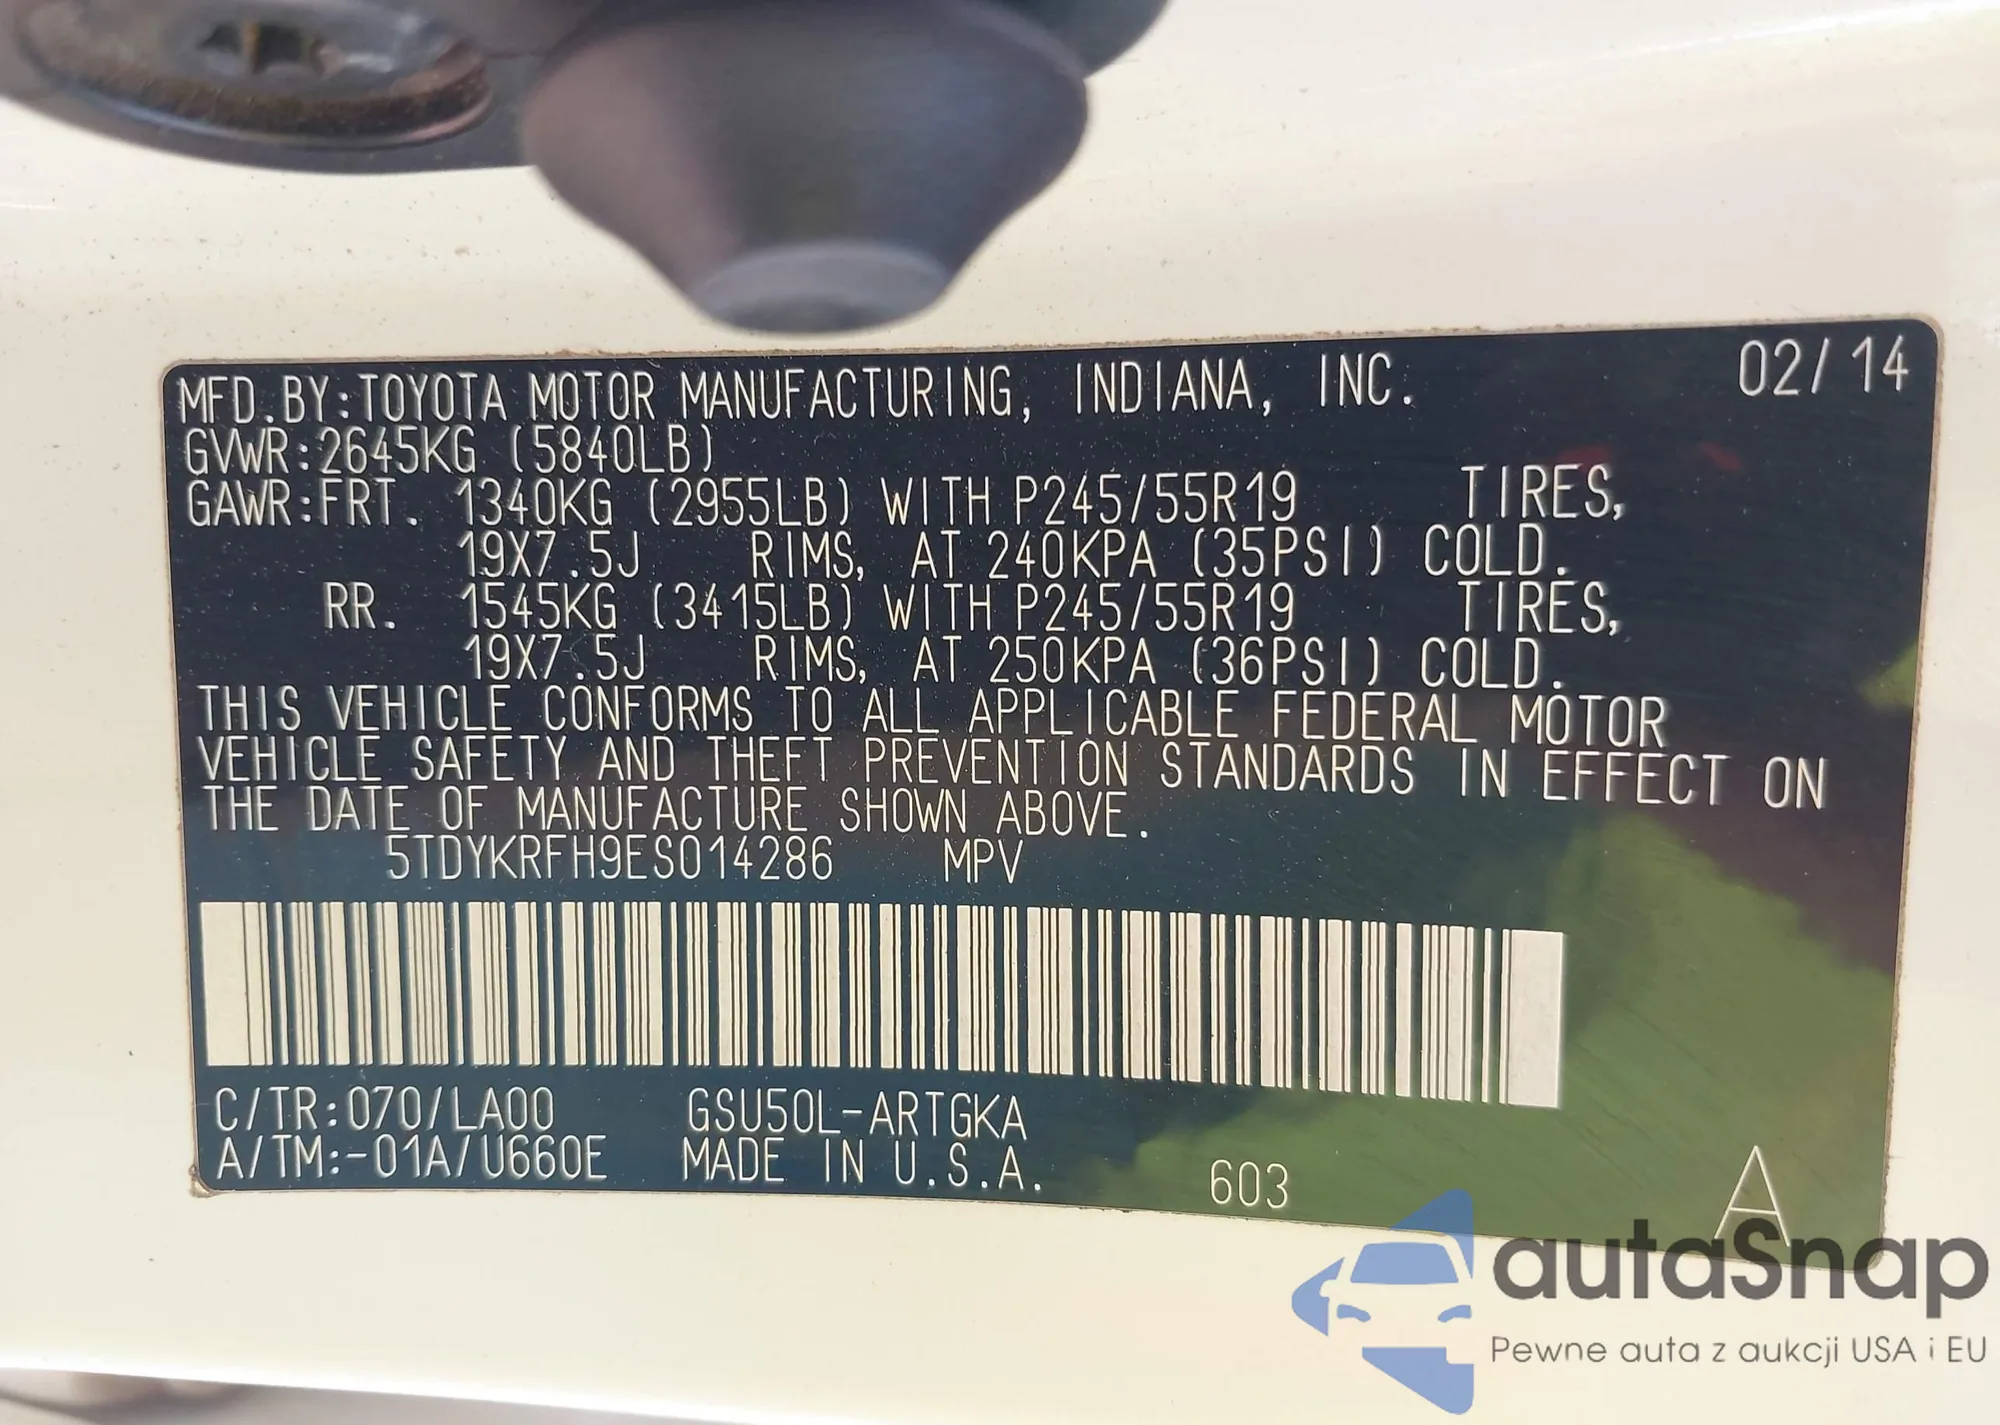 MFD.BY:TOYOTA MOTOR MANUFACTURING, INDIANA, INC. 02/14
GVWR:2645KG (5840LB)
GAWR:FRT. 1340KG (2955LB) WITH P245/55R19 TIRES,
19X7.5J RIMS, AT 240KPA (35PSI) COLD.
RR. 1545KG (3415LB) WITH P245/55R19 TIRES,
19X7.5J RIMS, AT 250KPA (36PSI) COLD.
THIS VEHICLE CONFORMS TO ALL APPLICABLE FEDERAL MOTOR
VEHICLE SAFETY AND THEFT PREVENTION STANDARDS IN EFFECT ON
THE DATE OF MANUFACTURE SHOWN ABOVE.
5TDYKRFH9ES014286 MPV
C/TR:070/LA00 GSU50L-ARTGKA
A/TM:-01A/U660E MADE IN U.S.A. 603 A
autaSnap
Pewne auta z aukcji USA i EU